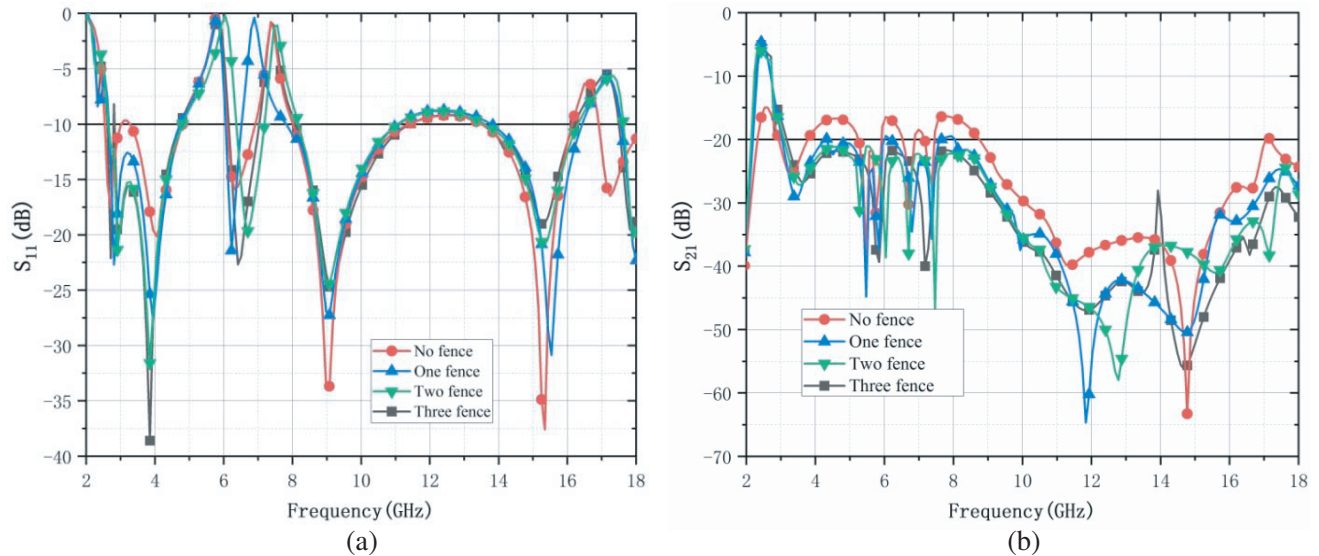 0
-5
-10
-15
-20
-25
-30
-35
-40
S11 (dB)
No fence
One fence
Two fence
Three fence
2 4 6 8 10 12 14 16 18
Frequency(GHz)
(a)
-20
-10
-20
-30
-40
-50
-60
-70
S21 (dB)
No fence
One fence
Two fence
Three fence
2 4 6 8 10 12 14 16 18
Frequency(GHz)
(b)